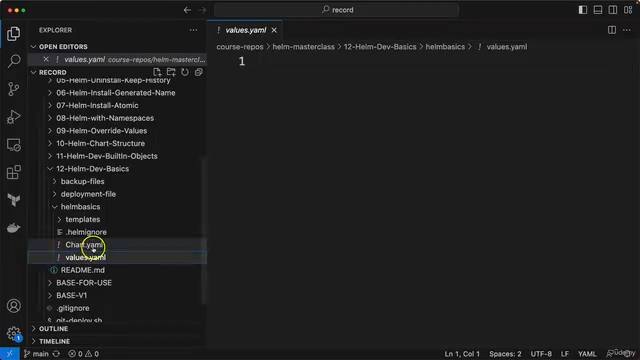 record
EXPLORER
values.yaml
OPEN EDITORS
course-repos > helm-masterclass > 12-Helm-Dev-Basics > helmbasics > ! values.yaml
! values.yaml course-repos/helm-mastercl...
1
RECORD
05-Helm-Uninstall-Keep-History
06-Helm-Install-Generated-Name
07-Helm-Install-Atomic
08-Helm-with-Namespaces
09-Helm-Override-Values
10-Helm-Chart-Structure
11-Helm-Dev-BuiltIn-Objects
12-Helm-Dev-Basics
backup-files
deployment-file
helmbasics
templates
.helmignore
! Chart.yaml
! values.yaml
README.md
BASE-FOR-USE
BASE-V1
.gitignore
git-deploy.sh
OUTLINE
TIMELINE
main 0 0 Ln 1, Col 1 Spaces: 2 UTF-8 LF YAML
Udemy